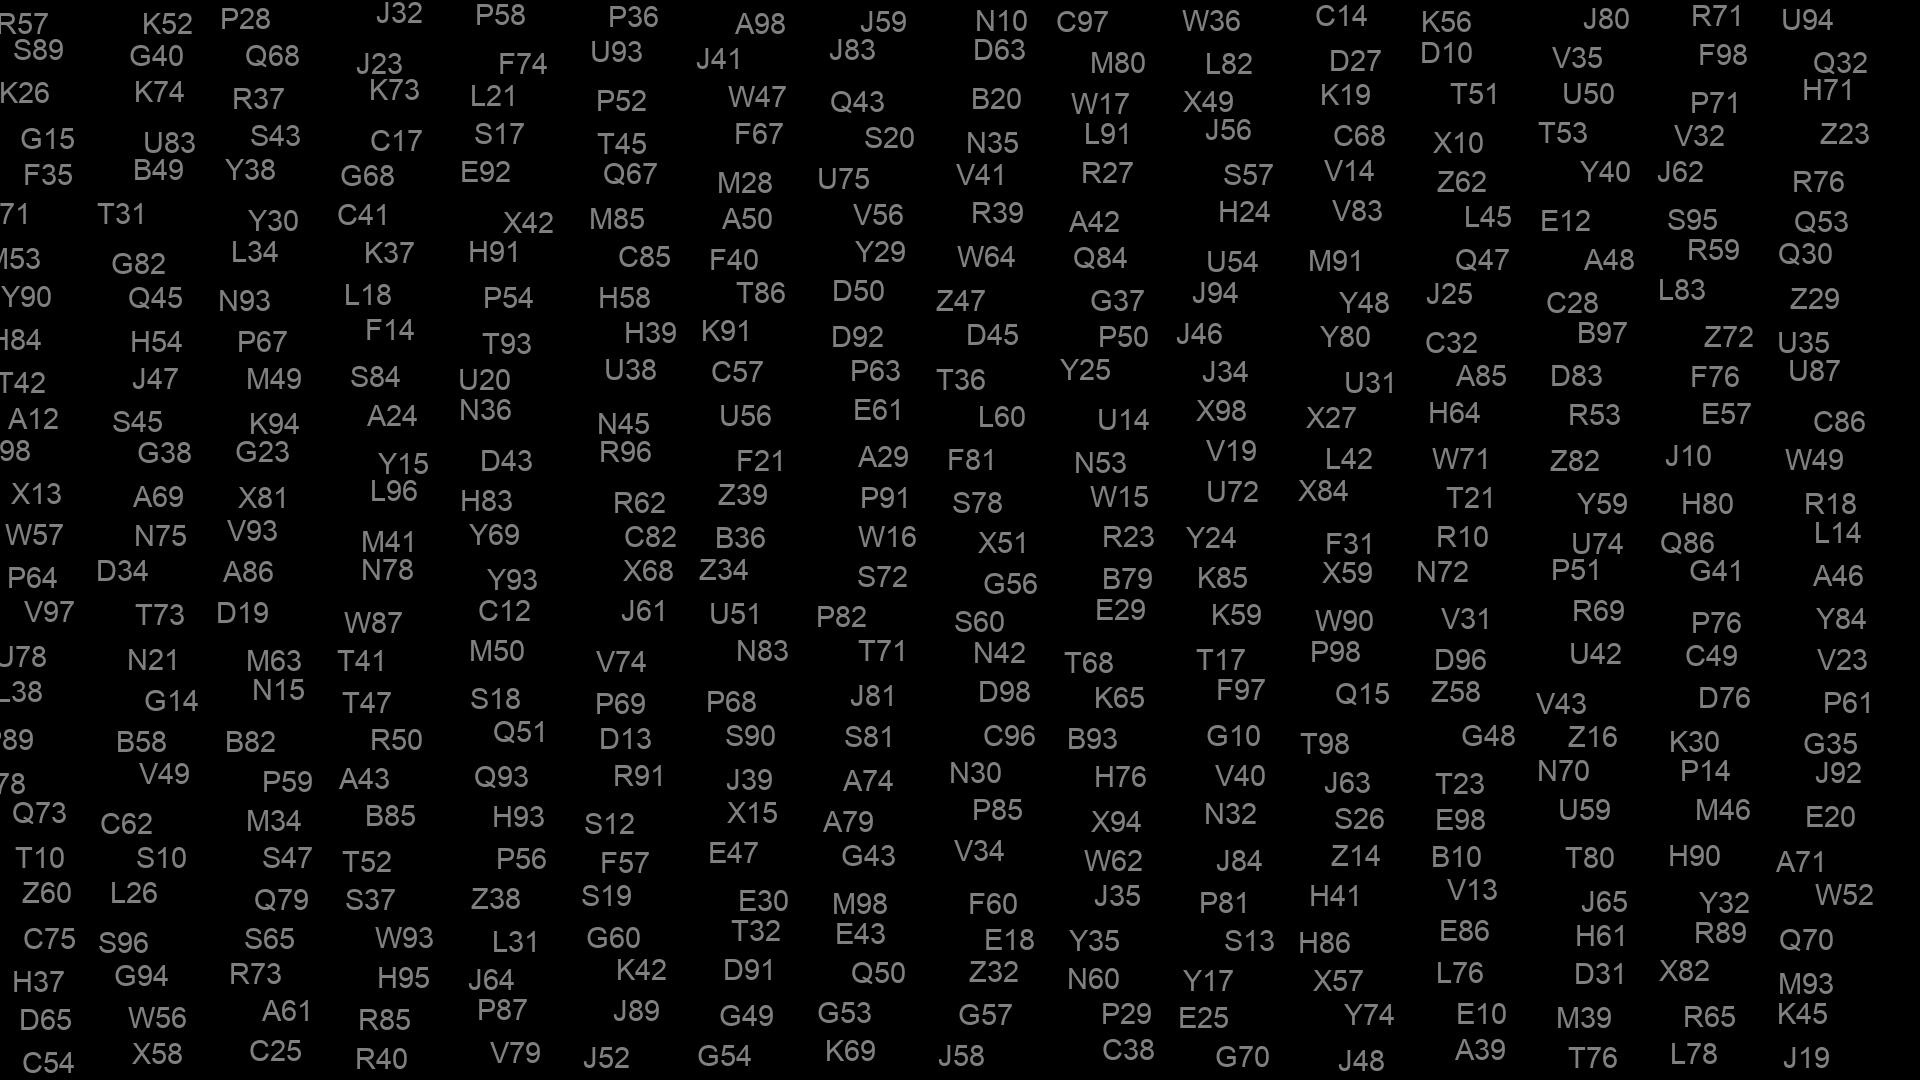 R57 K52 P28 J32 P58 P36 A98 J59 N10 C97 W36 C14 K56 J80 R71 U94
S89 G40 Q68 J23 F74 U93 J41 J83 D63 M80 L82 D27 D10 V35 F98 Q32
K26 K74 R37 K73 L21 P52 W47 Q43 B20 W17 X49 K19 T51 U50 P71 H71
G15 U83 S43 C17 S17 T45 F67 S20 N35 L91 J56 C68 X10 T53 V32 Z23
F35 B49 Y38 G68 E92 Q67 M28 U75 V41 R27 S57 V14 Z62 Y40 J62 R76
71 T31 Y30 C41 X42 M85 A50 V56 R39 A42 H24 V83 L45 E12 S95 Q53
M53 G82 L34 K37 H91 C85 F40 Y29 W64 Q84 U54 M91 Q47 A48 R59 Q30
Y90 Q45 N93 L18 P54 H58 T86 D50 Z47 G37 J94 Y48 J25 C28 L83 Z29
H84 H54 P67 F14 T93 H39 K91 D92 D45 P50 J46 Y80 C32 B97 Z72 U35
T42 J47 M49 S84 U20 U38 C57 P63 T36 Y25 J34 U31 A85 D83 F76 U87
A12 S45 K94 A24 N36 N45 U56 E61 L60 U14 X98 X27 H64 R53 E57 C86
98 G38 G23 Y15 D43 R96 F21 A29 F81 N53 V19 L42 W71 Z82 J10 W49
X13 A69 X81 L96 H83 R62 Z39 P91 S78 W15 U72 X84 T21 Y59 H80 R18
W57 N75 V93 M41 Y69 C82 B36 W16 X51 R23 Y24 F31 R10 U74 Q86 L14
P64 D34 A86 N78 Y93 X68 Z34 S72 G56 B79 K85 X59 N72 P51 G41 A46
V97 T73 D19 W87 C12 J61 U51 P82 S60 E29 K59 W90 V31 R69 P76 Y84
U78 N21 M63 T41 M50 V74 N83 T71 N42 T68 T17 P98 D96 U42 C49 V23
L38 G14 N15 T47 S18 P69 P68 J81 D98 K65 F97 Q15 Z58 V43 D76 P61
89 B58 B82 R50 Q51 D13 S90 S81 C96 B93 G10 T98 G48 Z16 K30 G35
78 V49 P59 A43 Q93 R91 J39 A74 N30 H76 V40 J63 T23 N70 P14 J92
Q73 C62 M34 B85 H93 S12 X15 A79 P85 X94 N32 S26 E98 U59 M46 E20
T10 S10 S47 T52 P56 F57 E47 G43 V34 W62 J84 Z14 B10 T80 H90 A71
Z60 L26 Q79 S37 Z38 S19 E30 M98 F60 J35 P81 H41 V13 J65 Y32 W52
C75 S96 S65 W93 L31 G60 T32 E43 E18 Y35 S13 H86 E86 H61 R89 Q70
H37 G94 R73 H95 J64 K42 D91 Q50 Z32 N60 Y17 X57 L76 D31 X82 M93
D65 W56 A61 R85 P87 J89 G49 G53 G57 P29 E25 Y74 E10 M39 R65 K45
C54 X58 C25 R40 V79 J52 G54 K69 J58 C38 G70 J48 A39 T76 L78 J19